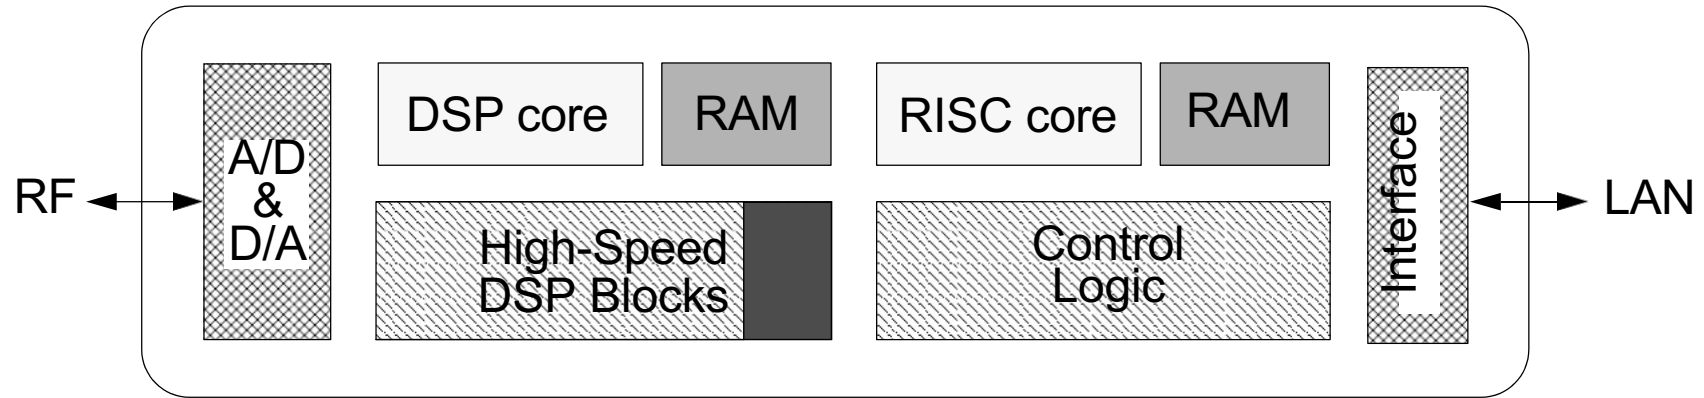 RF
A/D
&
D/A
DSP core
RAM
High-Speed
DSP Blocks
RISC core
RAM
Control
Logic
Interface
LAN